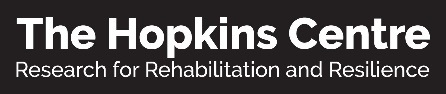 The Hopkins Centre
Research for Rehabilitation and Resilience